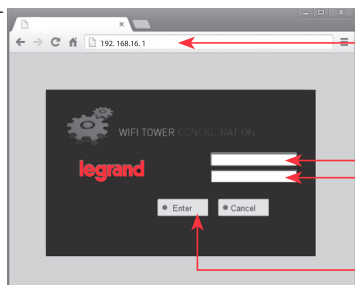 192.168.16.1
WIFI TOWER CONFIGURATION
legrand
Enter
Cancel